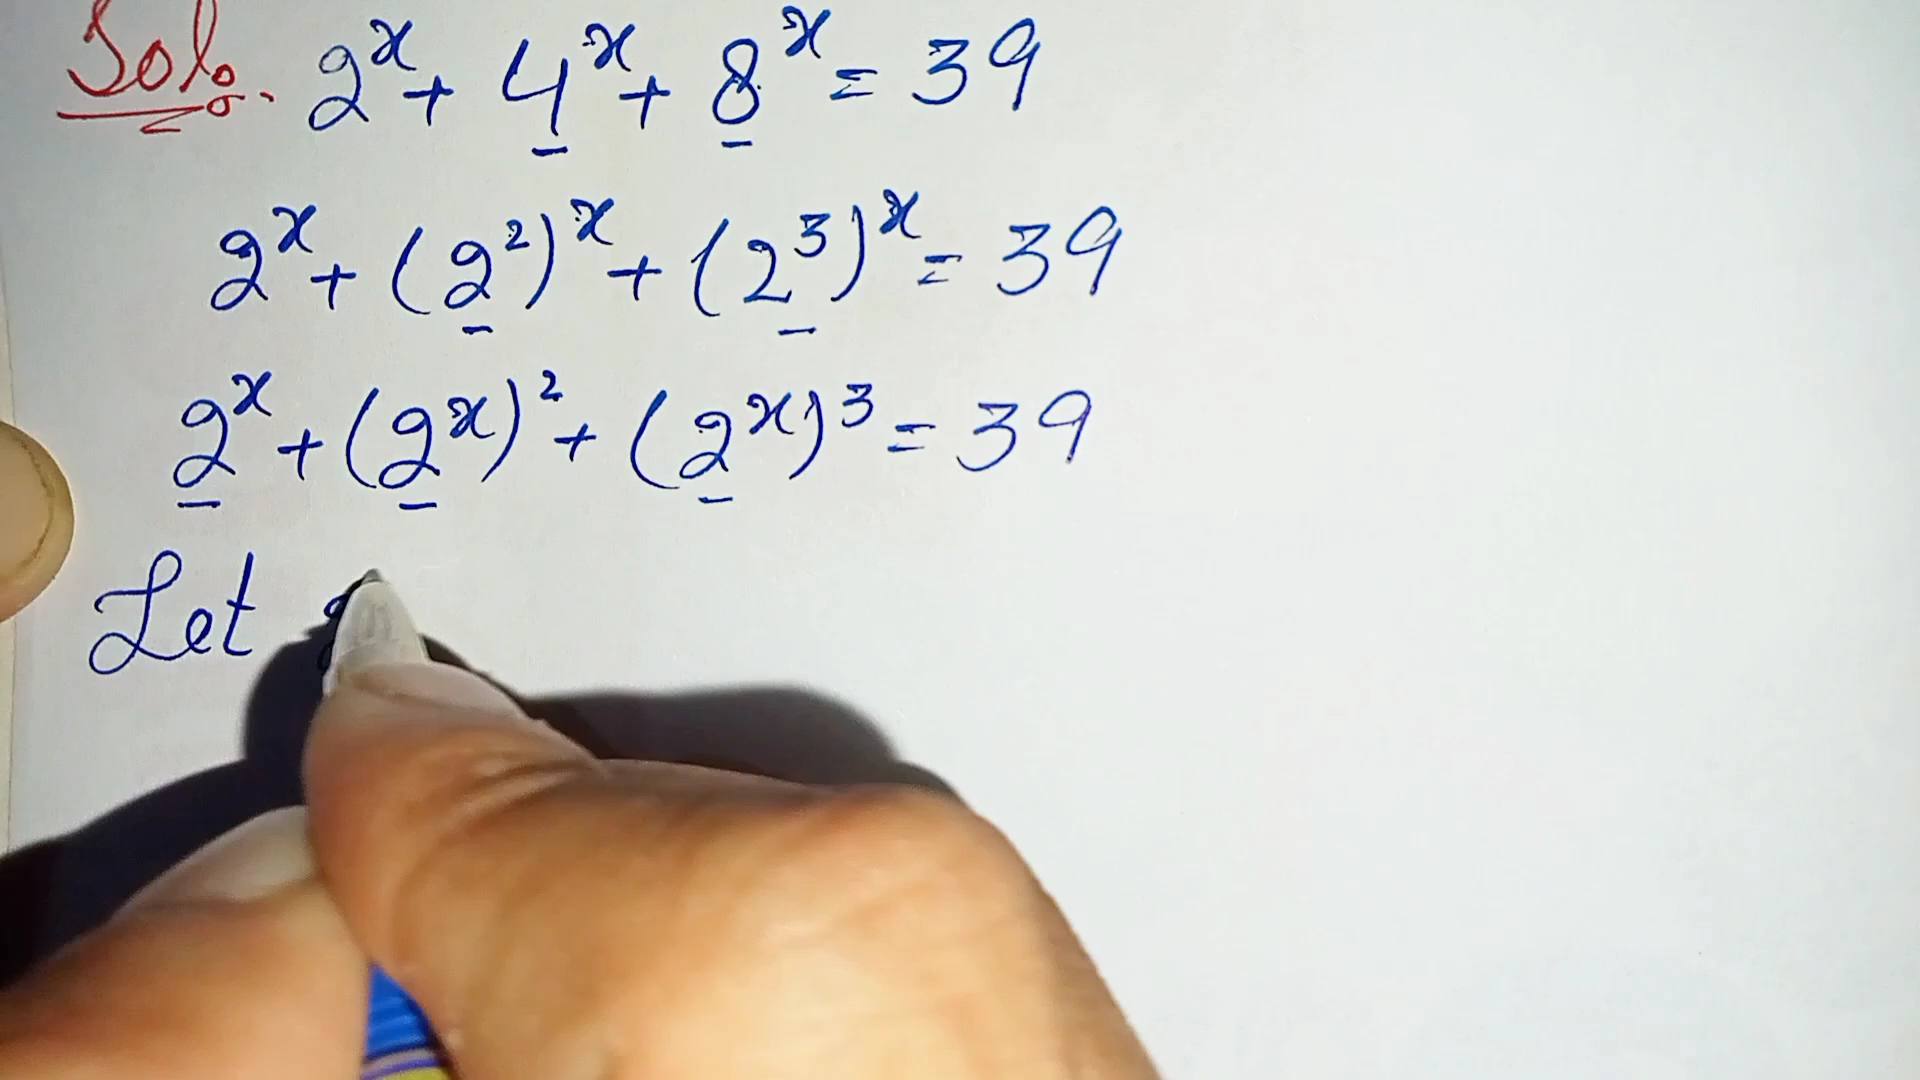 Sol: 2^x + 4^x + 8^x = 39
2^x + (2^2)^x + (2^3)^x = 39
2^x + (2^x)^2 + (2^x)^3 = 39
Let